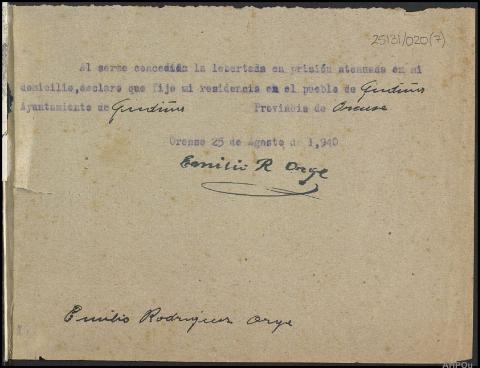 25131/020(7)
Al serme concedida la lebertada en prisión atenuada en mi
domicilio,declaro que fijo mi residencia en el pueblo de Gudiña
Ayuntamiento de Gudiña Provincia de Orense
Orense 25 de Agosto de 1,940
Emilio R Orge
Emilio Rodriguez Orge
AHPOu